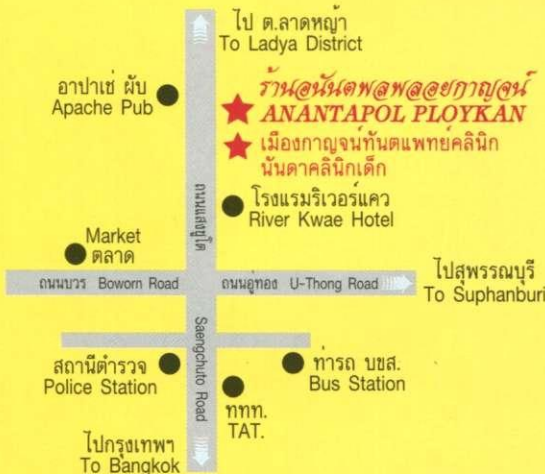 ไป ต.ลาดหญ้า
To Ladya District
อาปาเช่ ผับ
Apache Pub
ร้านอนันตพลพลอยกาญจน์
ANANTAPOL PLOYKAN
เมืองกาญจน์ทันตแพทย์คลินิก
นันดาคลินิกเด็ก
ถนนแสงชูโต
โรงแรมริเวอร์แคว
River Kwae Hotel
Market
ตลาด
ถนนบวร Boworn Road
ถนนอู่ทอง U-Thong Road
ไปสุพรรณบุรี
To Suphanburi
Saengchuto Road
สถานีตำรวจ
Police Station
ททท.
TAT.
ท่ารถ บขส.
Bus Station
ไปกรุงเทพฯ
To Bangkok